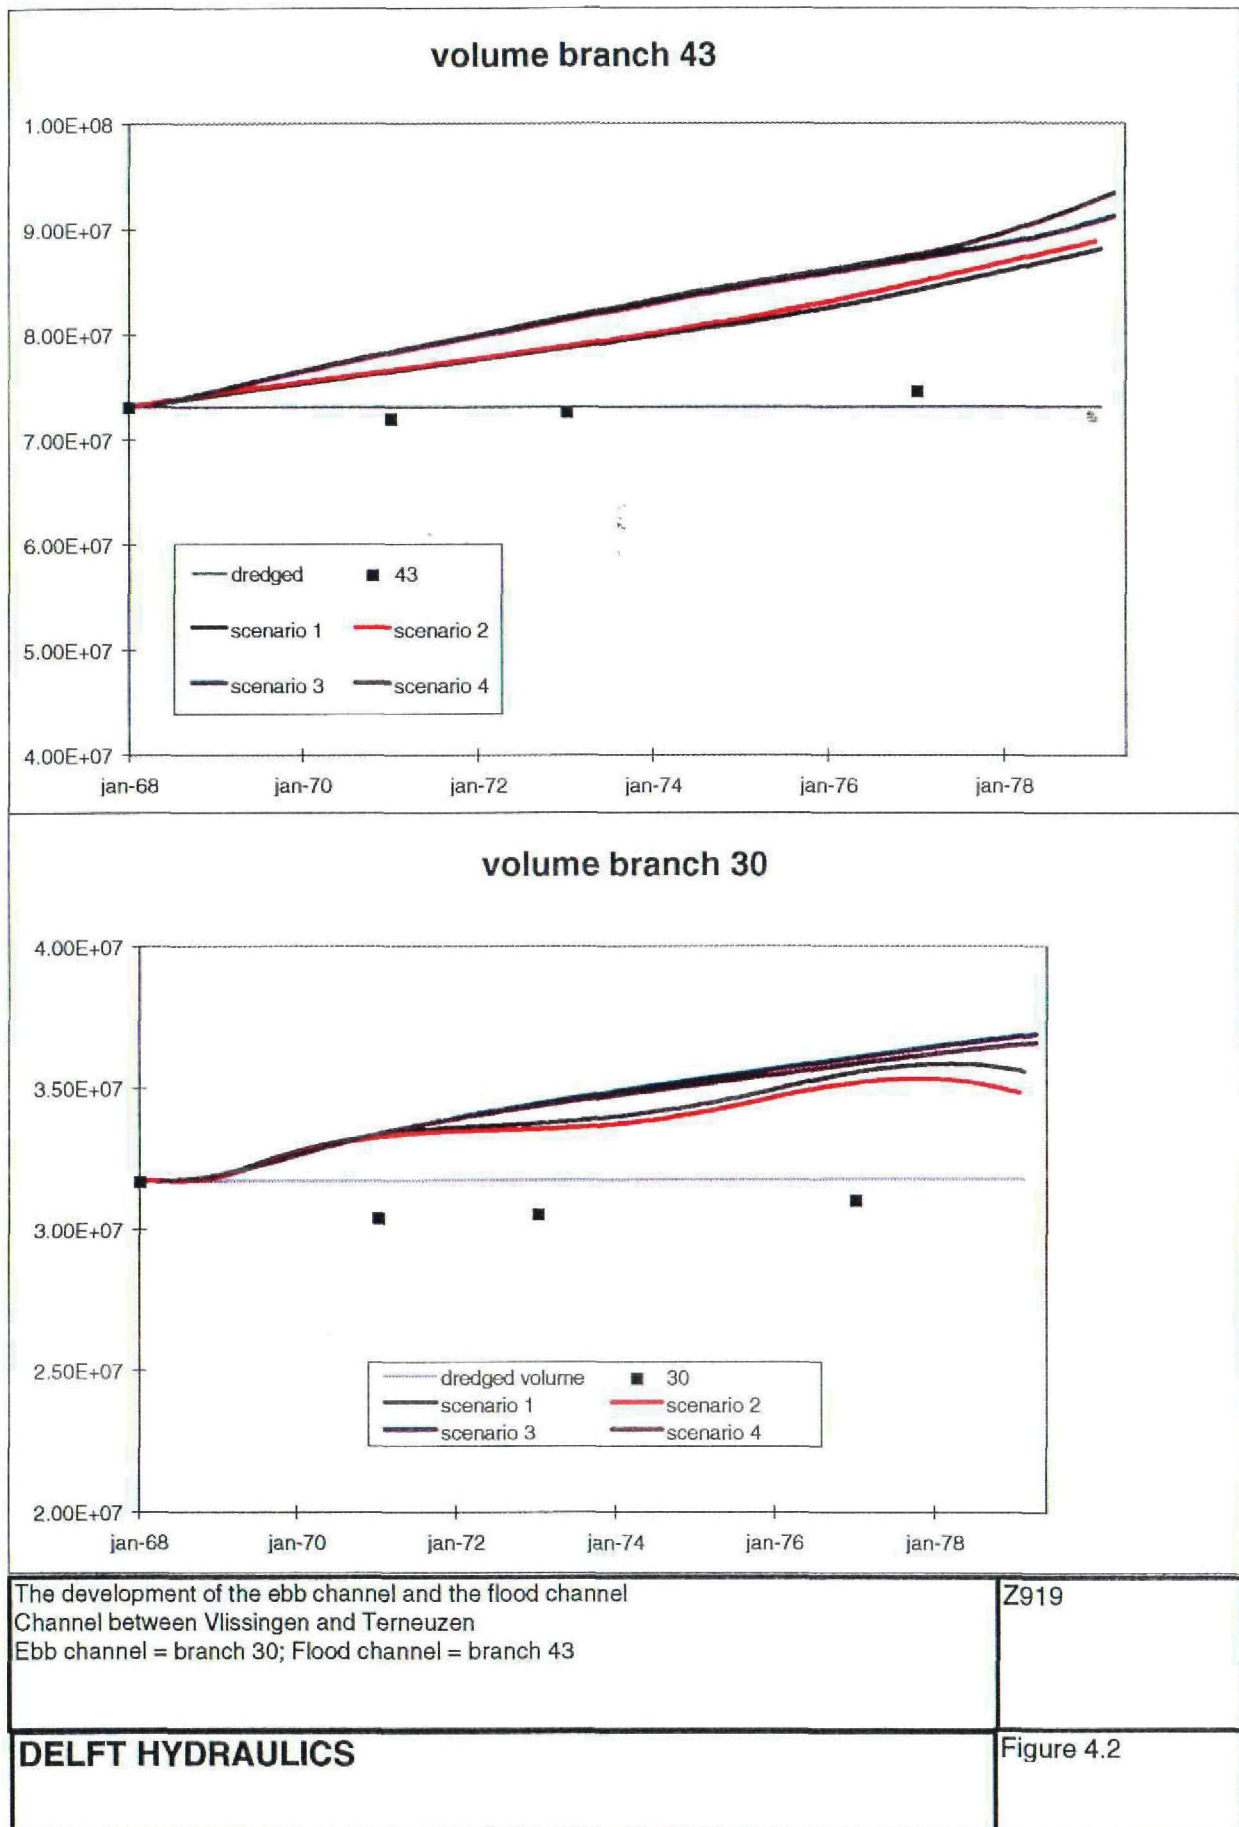 volume branch 43
1.00E+08
9.00E+07
8.00E+07
7.00E+07
6.00E+07
5.00E+07
4.00E+07
dredged 43
scenario 1 scenario 2
scenario 3 scenario 4
jan-68 jan-70 jan-72 jan-74 jan-76 jan-78
volume branch 30
4.00E+07
3.50E+07
3.00E+07
2.50E+07
2.00E+07
dredged volume 30
scenario 1 scenario 2
scenario 3 scenario 4
jan-68 jan-70 jan-72 jan-74 jan-76 jan-78
The development of the ebb channel and the flood channel
Channel between Vlissingen and Terneuzen
Ebb channel = branch 30; Flood channel = branch 43
Z919
DELFT HYDRAULICS
Figure 4.2